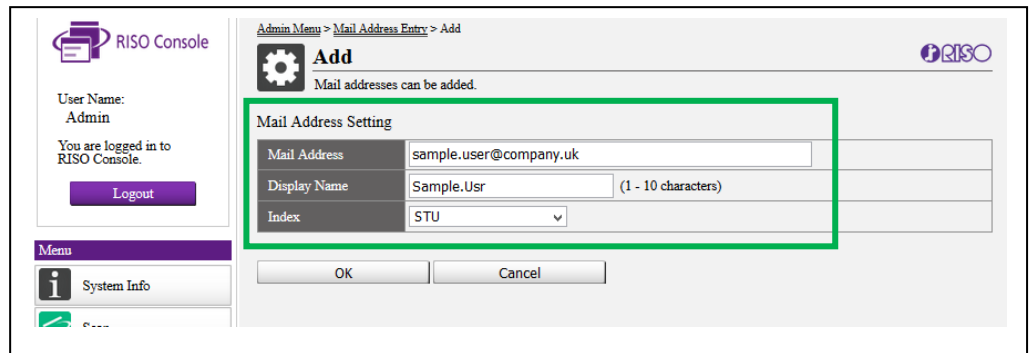 RISO Console
User Name:
Admin
You are logged in to
RISO Console.
Logout
Menu
System Info
Admin Menu > Mail Address Entry > Add
Add
RISO
Mail addresses can be added.
Mail Address Setting
Mail Address sample.user@company.uk
Display Name Sample.Usr (1 - 10 characters)
Index STU
OK Cancel